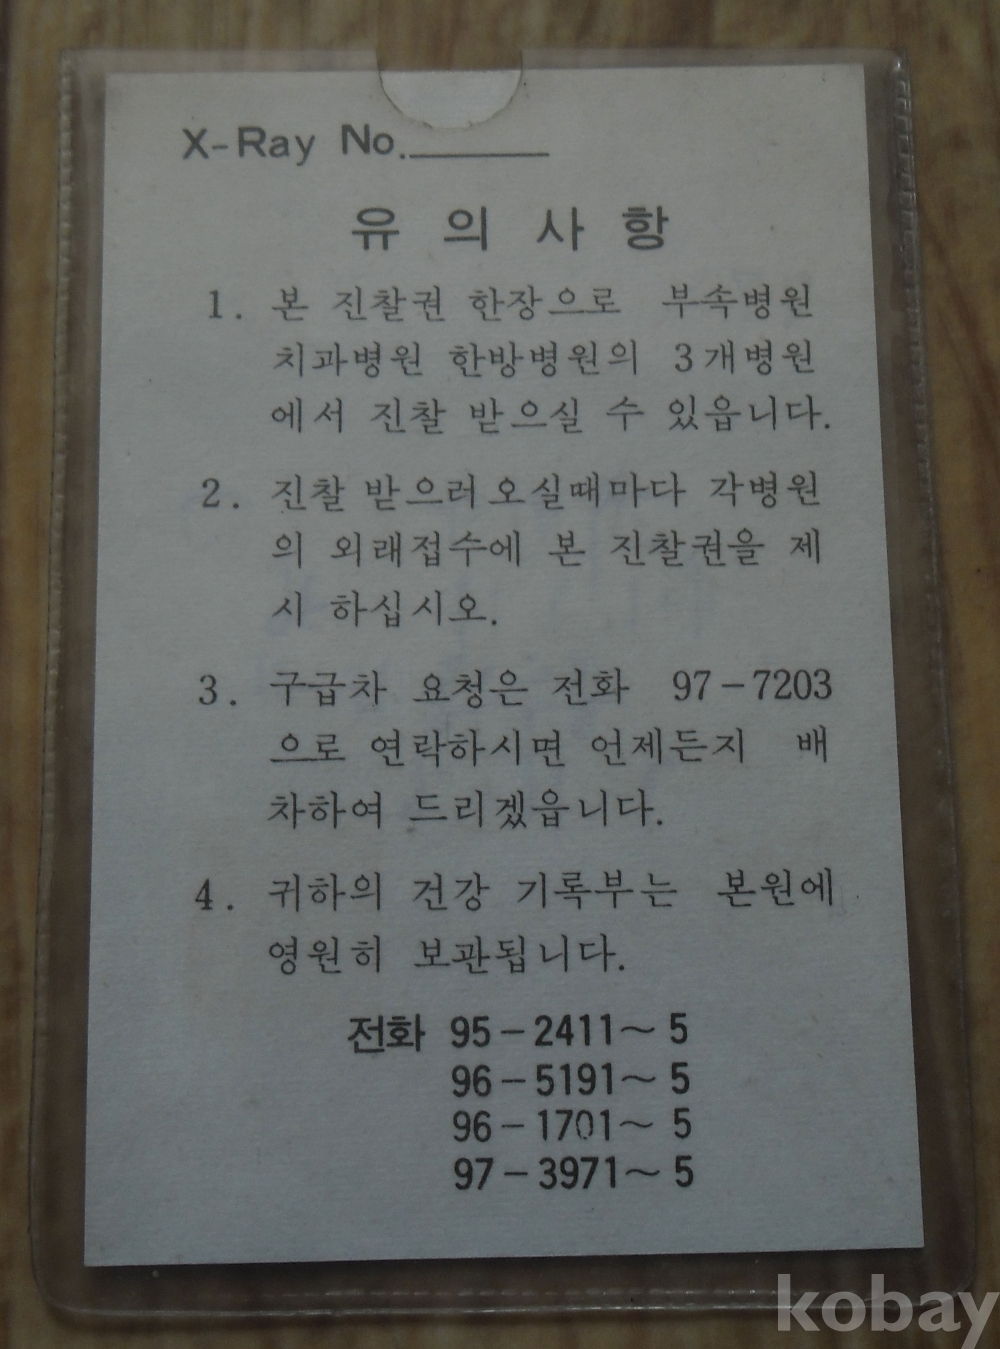 X-Ray No.
유 의 사 항
1. 본 진찰권 한장으로 부속병원
치과병원 한방병원의 3개병원
에서 진찰 받으실 수 있읍니다.
2. 진찰 받으러 오실때마다 각병원
의 외래접수에 본 진찰권을 제
시 하십시오.
3. 구급차 요청은 전화 97-7203
으로 연락하시면 언제든지 배
차하여 드리겠읍니다.
4. 귀하의 건강 기록부는 본원에
영원히 보관됩니다.
전화 95-2411~5
96-5191~5
96-1701~5
97-3971~5
kobay